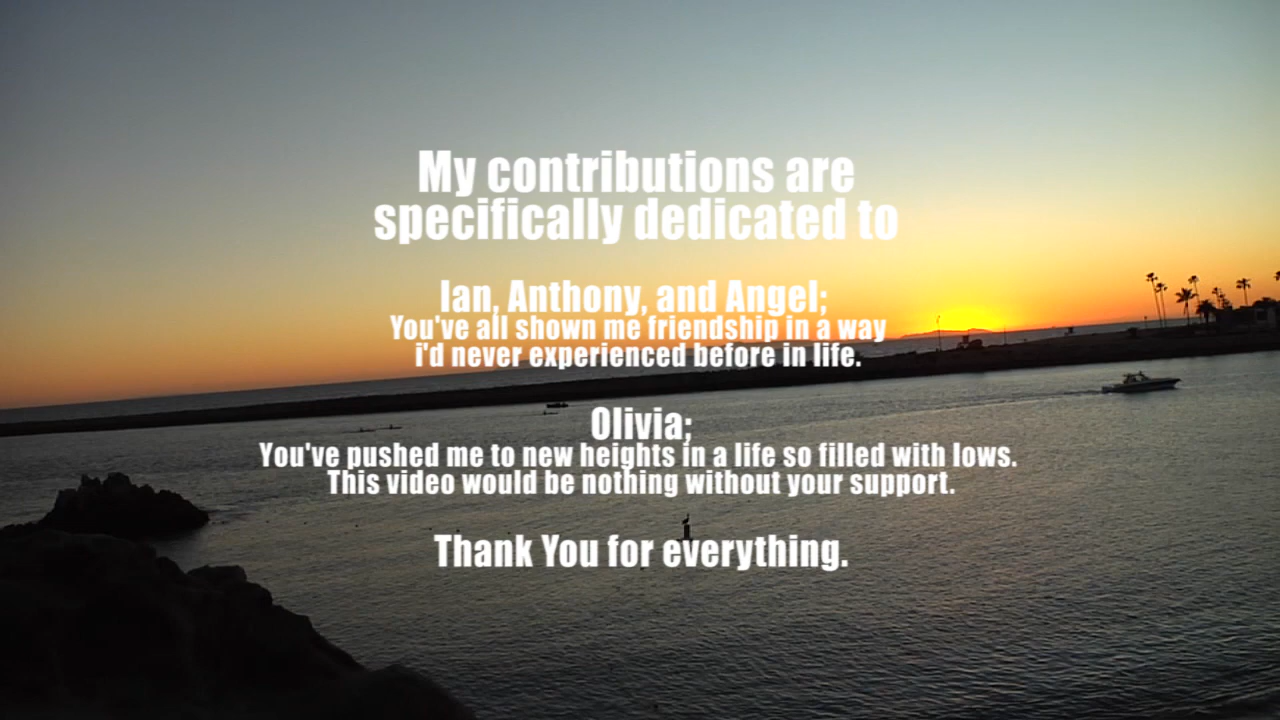 My contributions are
specifically dedicated to
Ian, Anthony, and Angel;
You've all shown me friendship in a way
i'd never experienced before in life.
Olivia;
You've pushed me to new heights in a life so filled with lows.
This video would be nothing without your support.
Thank You for everything.